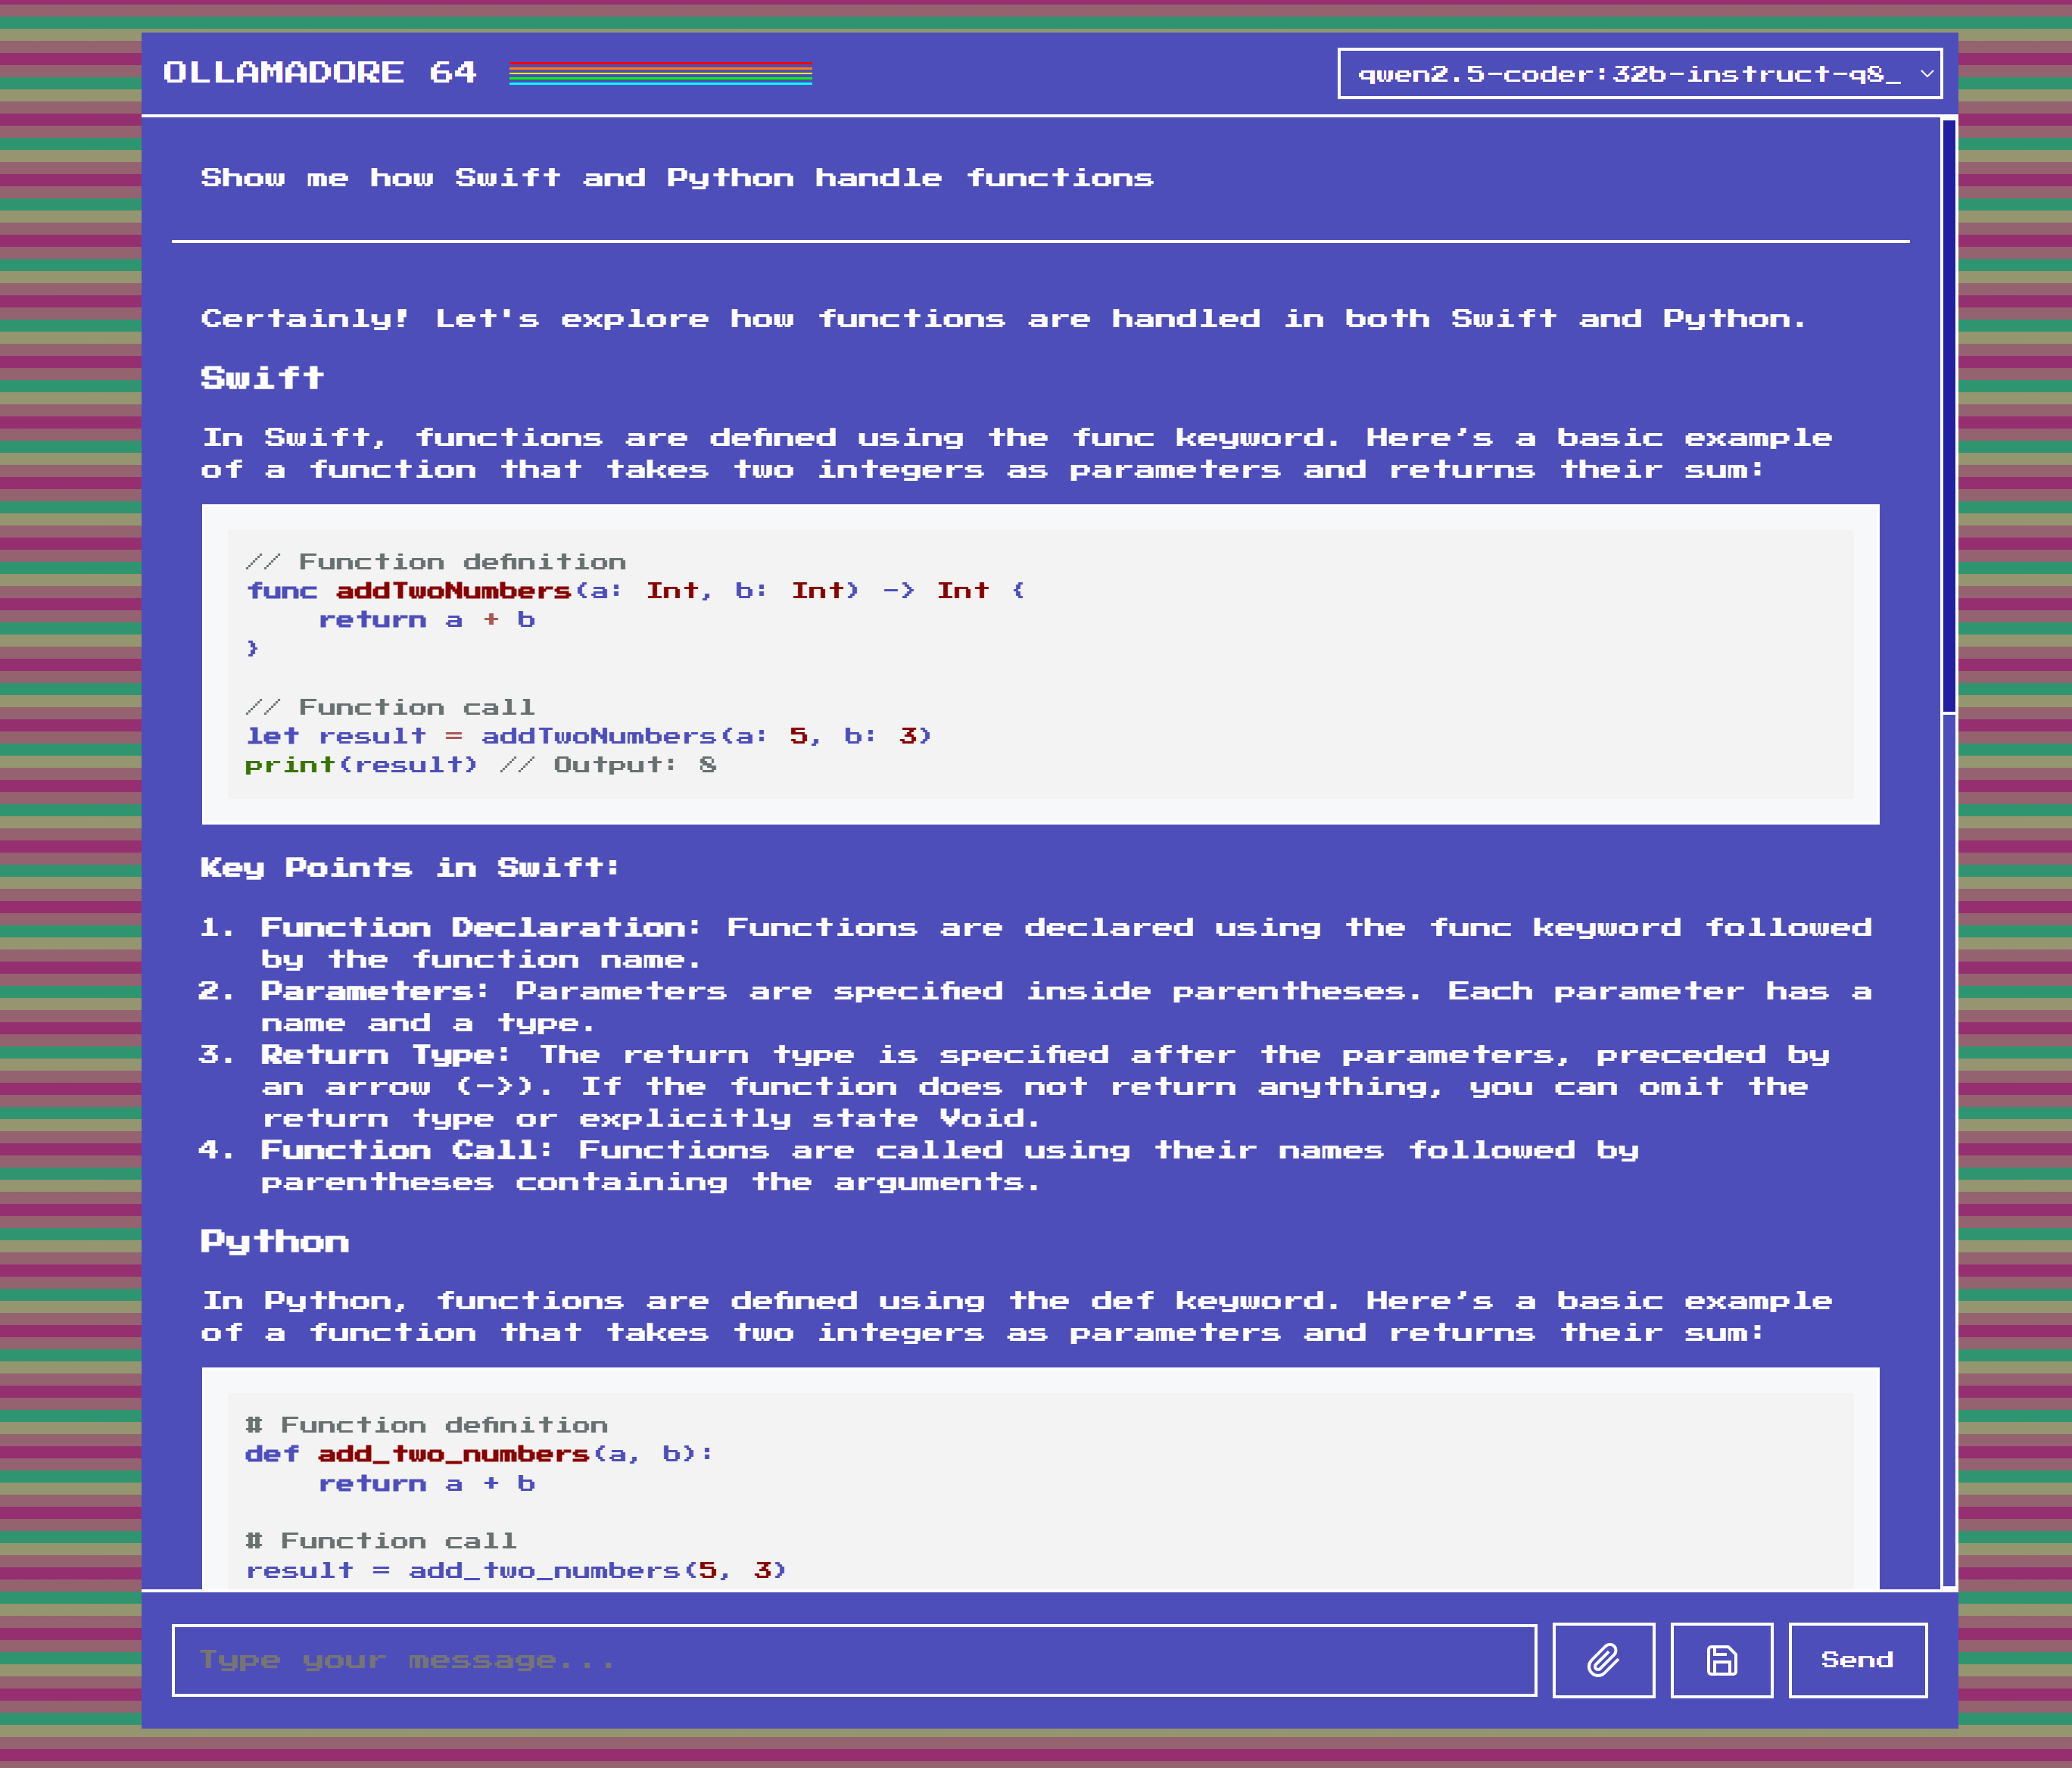 OLLAMADORE 64
qwen2.5-coder:32b-instruct-q8_
Show me how Swift and Python handle functions
Certainly! Let's explore how functions are handled in both Swift and Python.
Swift
In Swift, functions are defined using the func keyword. Here's a basic example
of a function that takes two integers as parameters and returns their sum:
// Function definition
func addTwoNumbers(a: Int, b: Int) -> Int {
    return a + b
}
// Function call
let result = addTwoNumbers(a: 5, b: 3)
print(result) // Output: 8
Key Points in Swift:
1. Function Declaration: Functions are declared using the func keyword followed
by the function name.
2. Parameters: Parameters are specified inside parentheses. Each parameter has a
name and a type.
3. Return Type: The return type is specified after the parameters, preceded by
an arrow (->). If the function does not return anything, you can omit the
return type or explicitly state Void.
4. Function Call: Functions are called using their names followed by
parentheses containing the arguments.
Python
In Python, functions are defined using the def keyword. Here's a basic example
of a function that takes two integers as parameters and returns their sum:
# Function definition
def add_two_numbers(a, b):
    return a + b
# Function call
result = add_two_numbers(5, 3)
Type your message...
Send